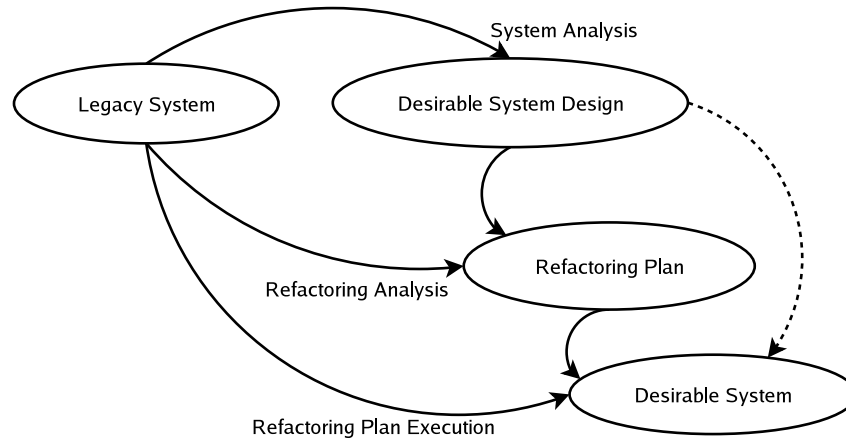 System Analysis
Legacy System
Desirable System Design
Refactoring Plan
Refactoring Analysis
Desirable System
Refactoring Plan Execution